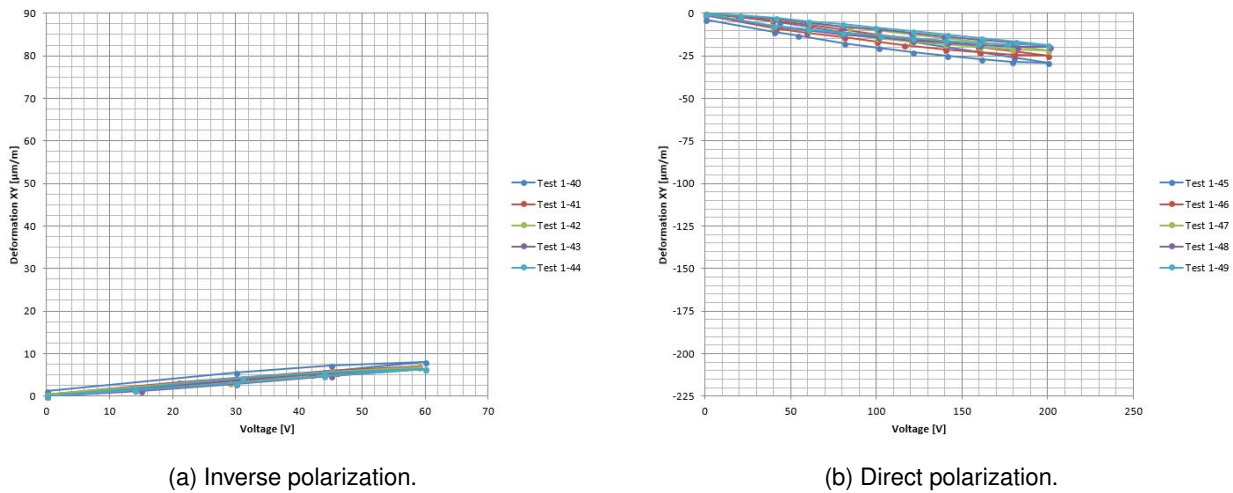 90
80
70
60
50
40
30
20
10
0
0 10 20 30 40 50 60 70
Deformation XY [µm/m]
Voltage [V]
Test 1-40
Test 1-41
Test 1-42
Test 1-43
Test 1-44
(a) Inverse polarization.
0
-25
-50
-75
-100
-125
-150
-175
-200
-225
0 50 100 150 200 250
Deformation XY [µm/m]
Voltage [V]
Test 1-45
Test 1-46
Test 1-47
Test 1-48
Test 1-49
(b) Direct polarization.